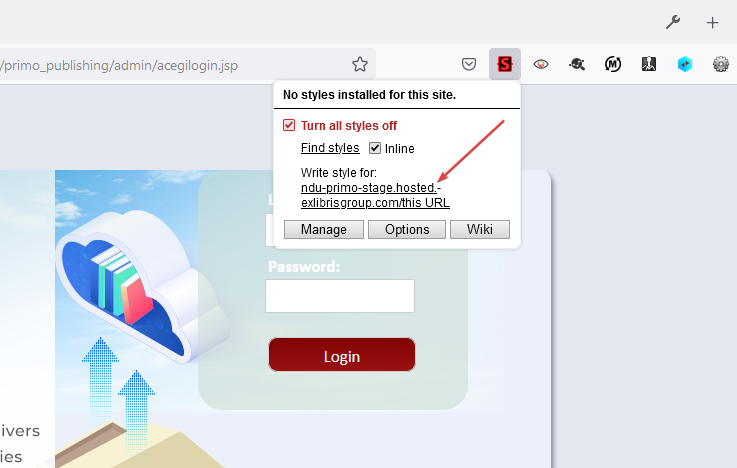 /primo_publishing/admin/acegilogin.jsp
No styles installed for this site.
Turn all styles off
Find styles Inline
Write style for:
ndu-primo-stage.hosted.-
exlibrisgroup.com/this URL
Manage Options Wiki
Password:
Login
ivers
ies